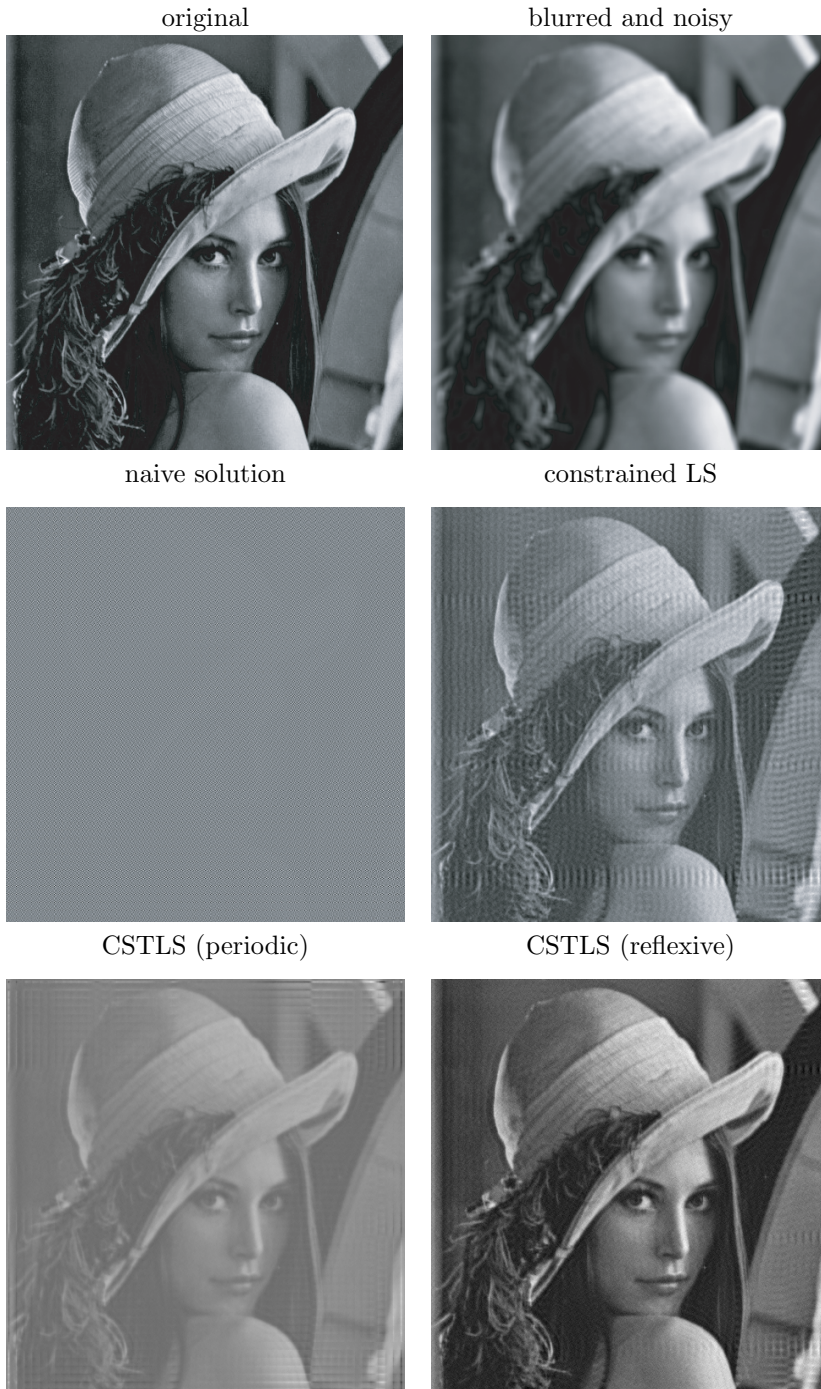 original
blurred and noisy
naive solution
constrained LS
CSTLS (periodic)
CSTLS (reflexive)